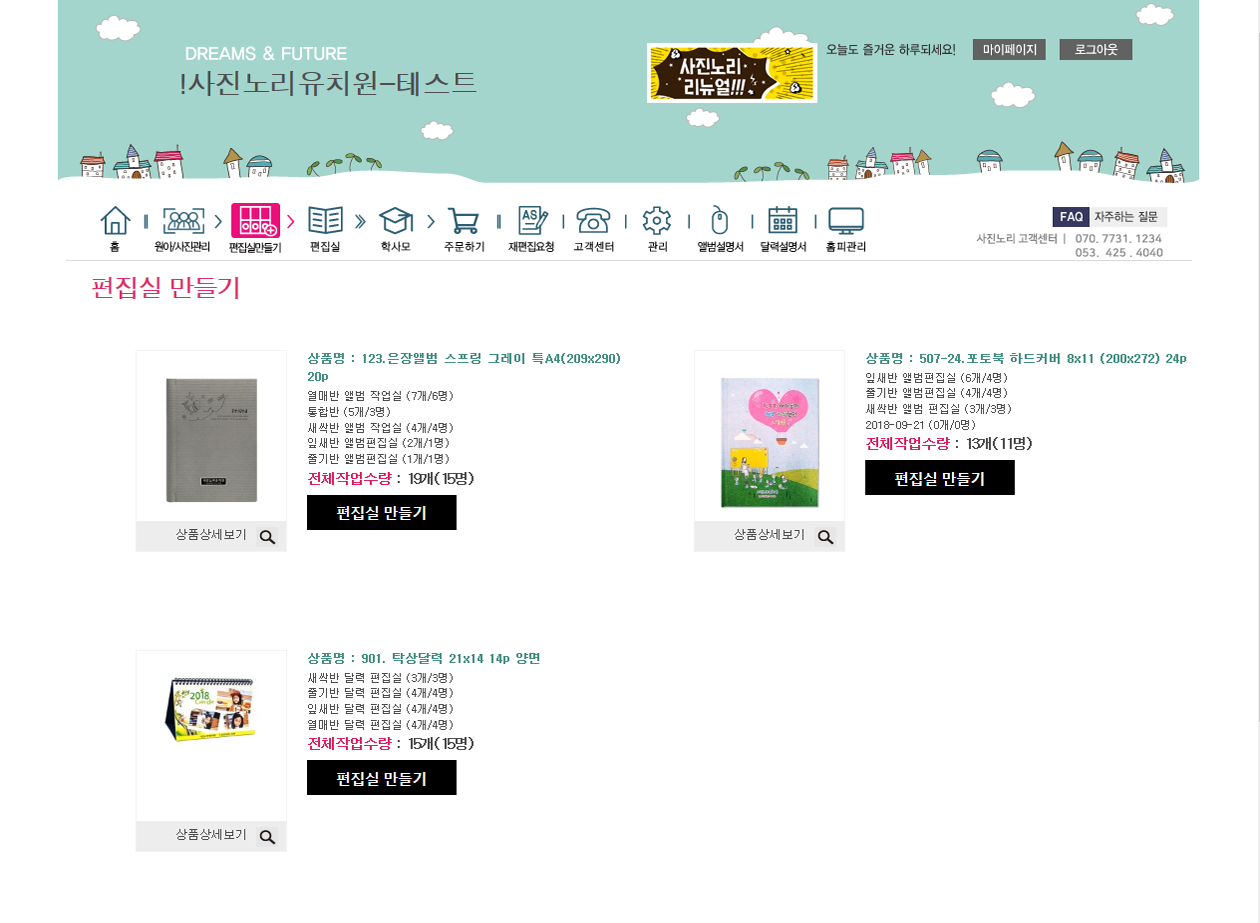 DREAMS & FUTURE
!사진노리유치원-테스트
사진노리
리뉴얼!!!
오늘도 즐거운 하루되세요!
마이페이지
로그아웃
홈
원아/사진관리
편집실만들기
편집실
학사모
주문하기
재편집요청
고객센터
관리
앨범설명서
달력설명서
홈피관리
FAQ 자주하는 질문
사진노리 고객센터 | 070. 7731. 1234
053. 425 . 4040
편집실 만들기
상품명 : 123.은장앨범 스프링 그레이 특A4(209x290)
20p
열매반 앨범 작업실 (7개/6명)
통합반 (5개/3명)
새싹반 앨범 작업실 (4개/4명)
잎새반 앨범편집실 (2개/1명)
줄기반 앨범편집실 (1개/1명)
전체작업수량 : 19개(15명)
편집실 만들기
상품상세보기
상품명 : 507-24.포토북 하드커버 8x11 (200x272) 24p
잎새반 앨범편집실 (6개/4명)
줄기반 앨범편집실 (4개/4명)
새싹반 앨범 편집실 (3개/3명)
2018-09-21 (0개/0명)
전체작업수량 : 13개(11명)
편집실 만들기
상품상세보기
상품명 : 901. 탁상달력 21x14 14p 양면
새싹반 달력 편집실 (3개/3명)
줄기반 달력 편집실 (4개/4명)
잎새반 달력 편집실 (4개/4명)
열매반 달력 편집실 (4개/4명)
전체작업수량 : 15개(15명)
편집실 만들기
2018
상품상세보기